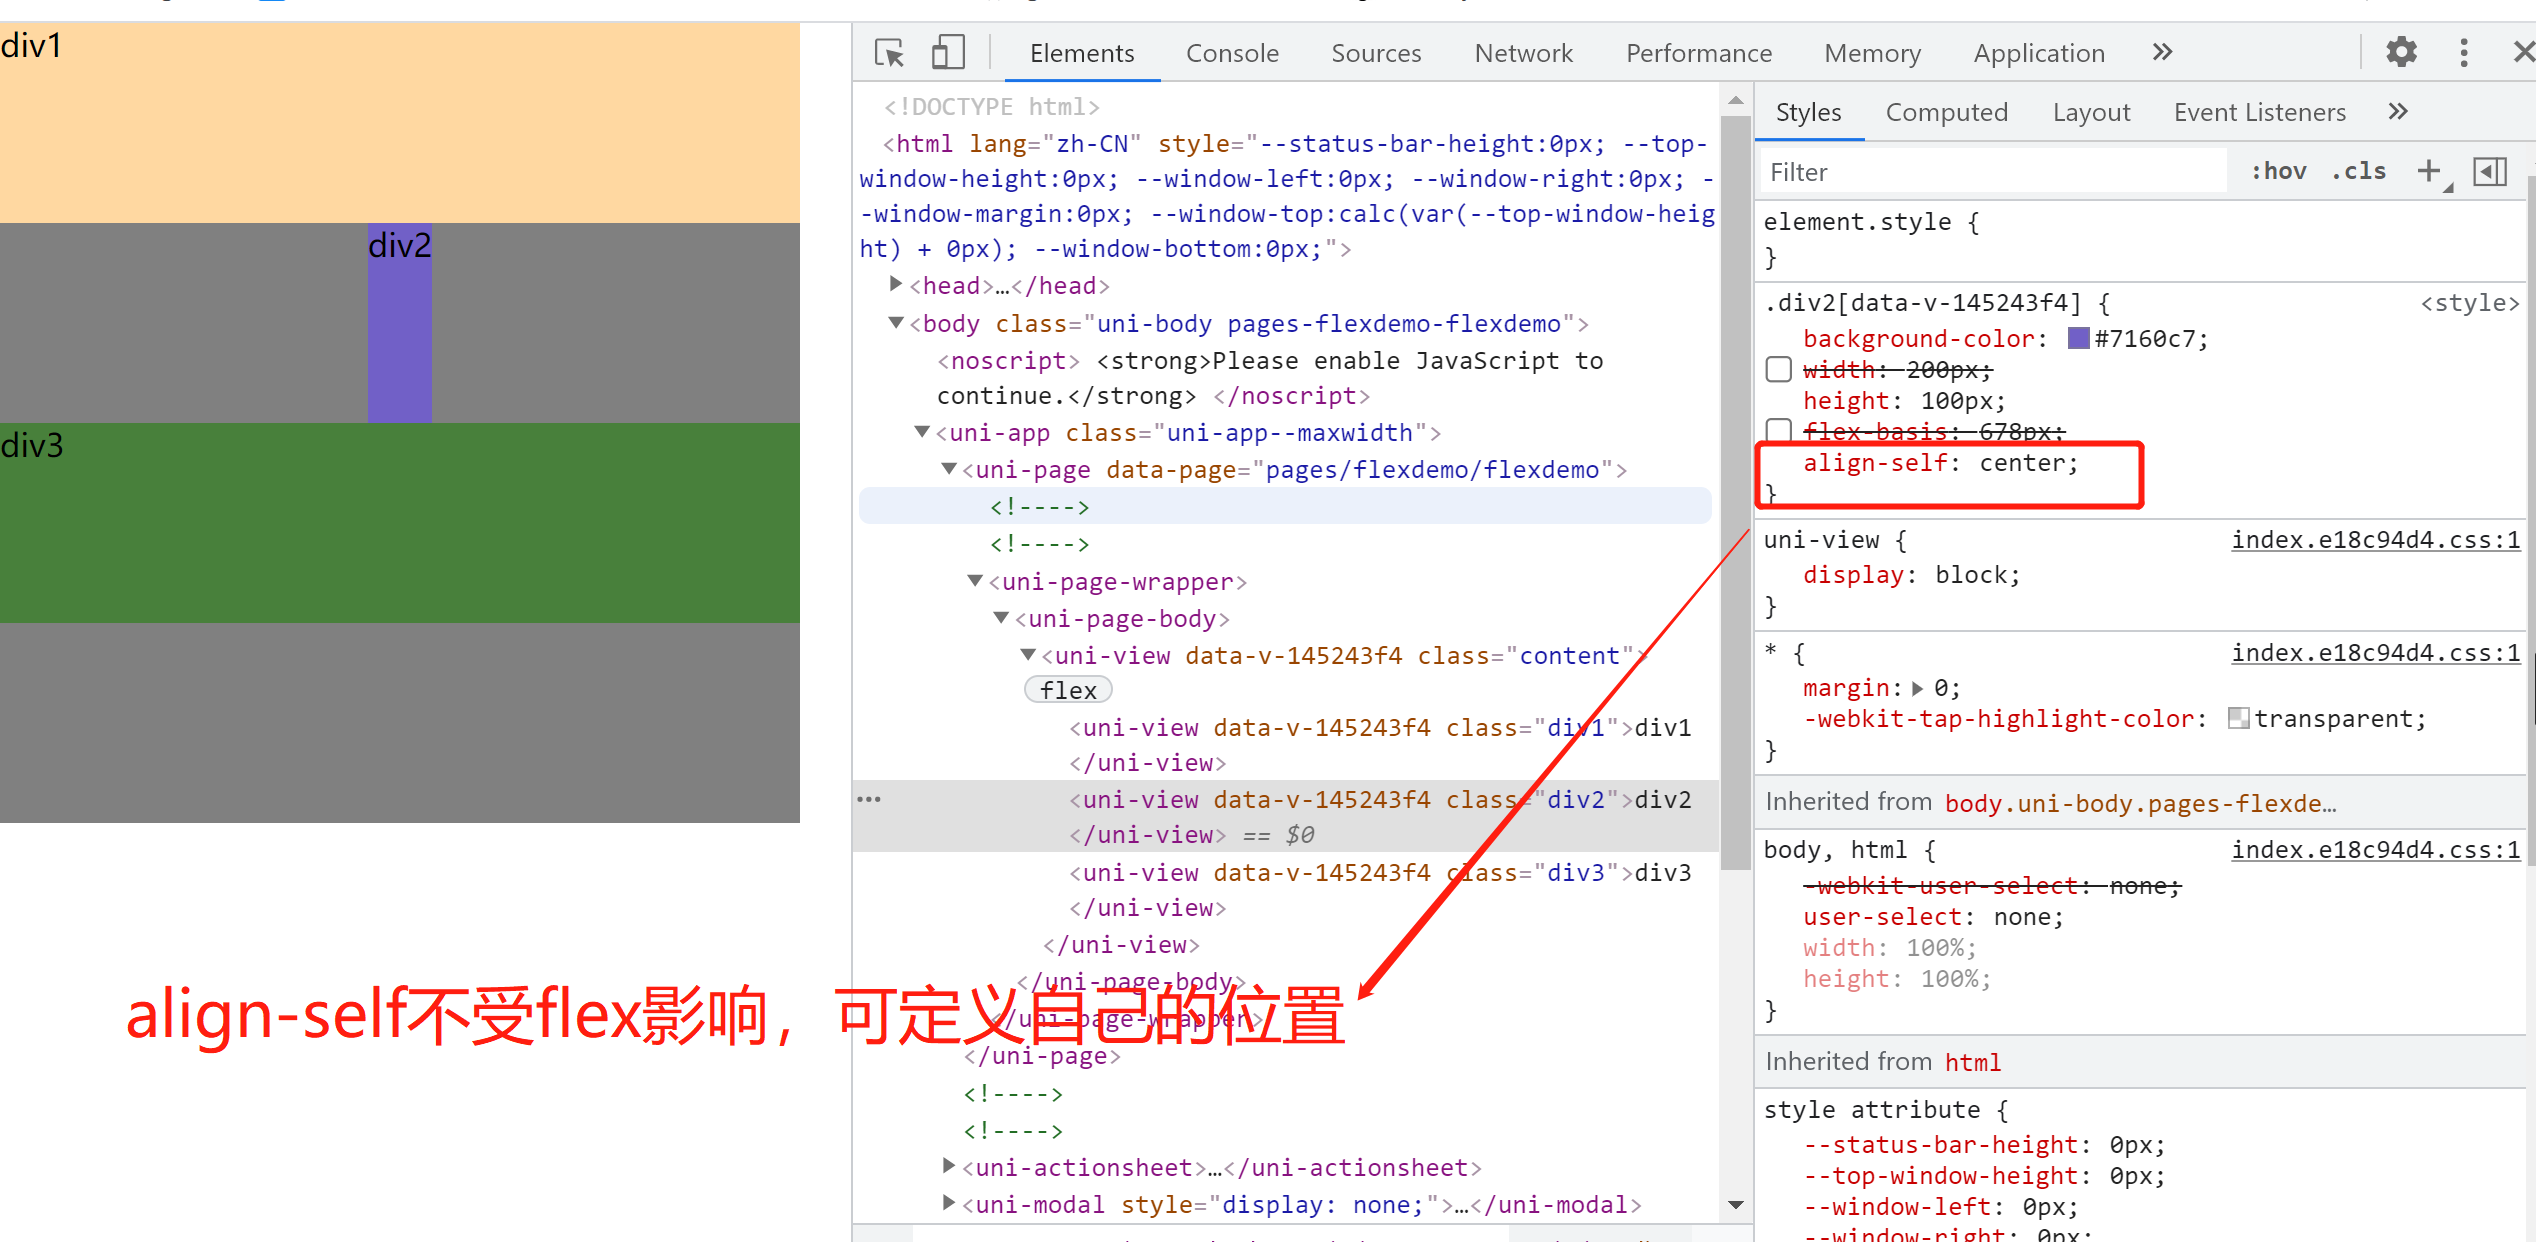 div1
div2
div3
Elements Console Sources Network Performance Memory Application
<!DOCTYPE html>
<html lang="zh-CN" style="--status-bar-height:0px; --top-
window-height:0px; --window-left:0px; --window-right:0px; -
-window-margin:0px; --window-top:calc(var(--top-window-heig
ht) + 0px); --window-bottom:0px;">
<head>…</head>
<body class="uni-body pages-flexdemo-flexdemo">
<noscript> <strong>Please enable JavaScript to
continue.</strong> </noscript>
<uni-app class="uni-app--maxwidth">
<uni-page data-page="pages/flexdemo/flexdemo">
<!---->
<!---->
<uni-page-wrapper>
<uni-page-body>
<uni-view data-v-145243f4 class="content">
flex
<uni-view data-v-145243f4 class="div1">div1
</uni-view>
<uni-view data-v-145243f4 class="div2">div2
</uni-view> == $0
<uni-view data-v-145243f4 class="div3">div3
</uni-view>
</uni-view>
</uni-page-body>
</uni-page-wrapper>
</uni-page>
<!---->
<!---->
<uni-actionsheet>…</uni-actionsheet>
<uni-modal style="display: none;">…</uni-modal>
align-self不受flex影响，可定义自己的位置
Styles Computed Layout Event Listeners
Filter :hov .cls
element.style {
}
.div2[data-v-145243f4] { <style>
background-color: #7160c7;
width: 200px;
height: 100px;
flex-basis: 678px;
align-self: center;
}
uni-view { index.e18c94d4.css:1
display: block;
}
* { index.e18c94d4.css:1
margin: 0;
-webkit-tap-highlight-color: transparent;
}
Inherited from body.uni-body.pages-flexde…
body, html { index.e18c94d4.css:1
-webkit-user-select: none;
user-select: none;
width: 100%;
height: 100%;
}
Inherited from html
style attribute {
--status-bar-height: 0px;
--top-window-height: 0px;
--window-left: 0px;
--window-right: 0px;